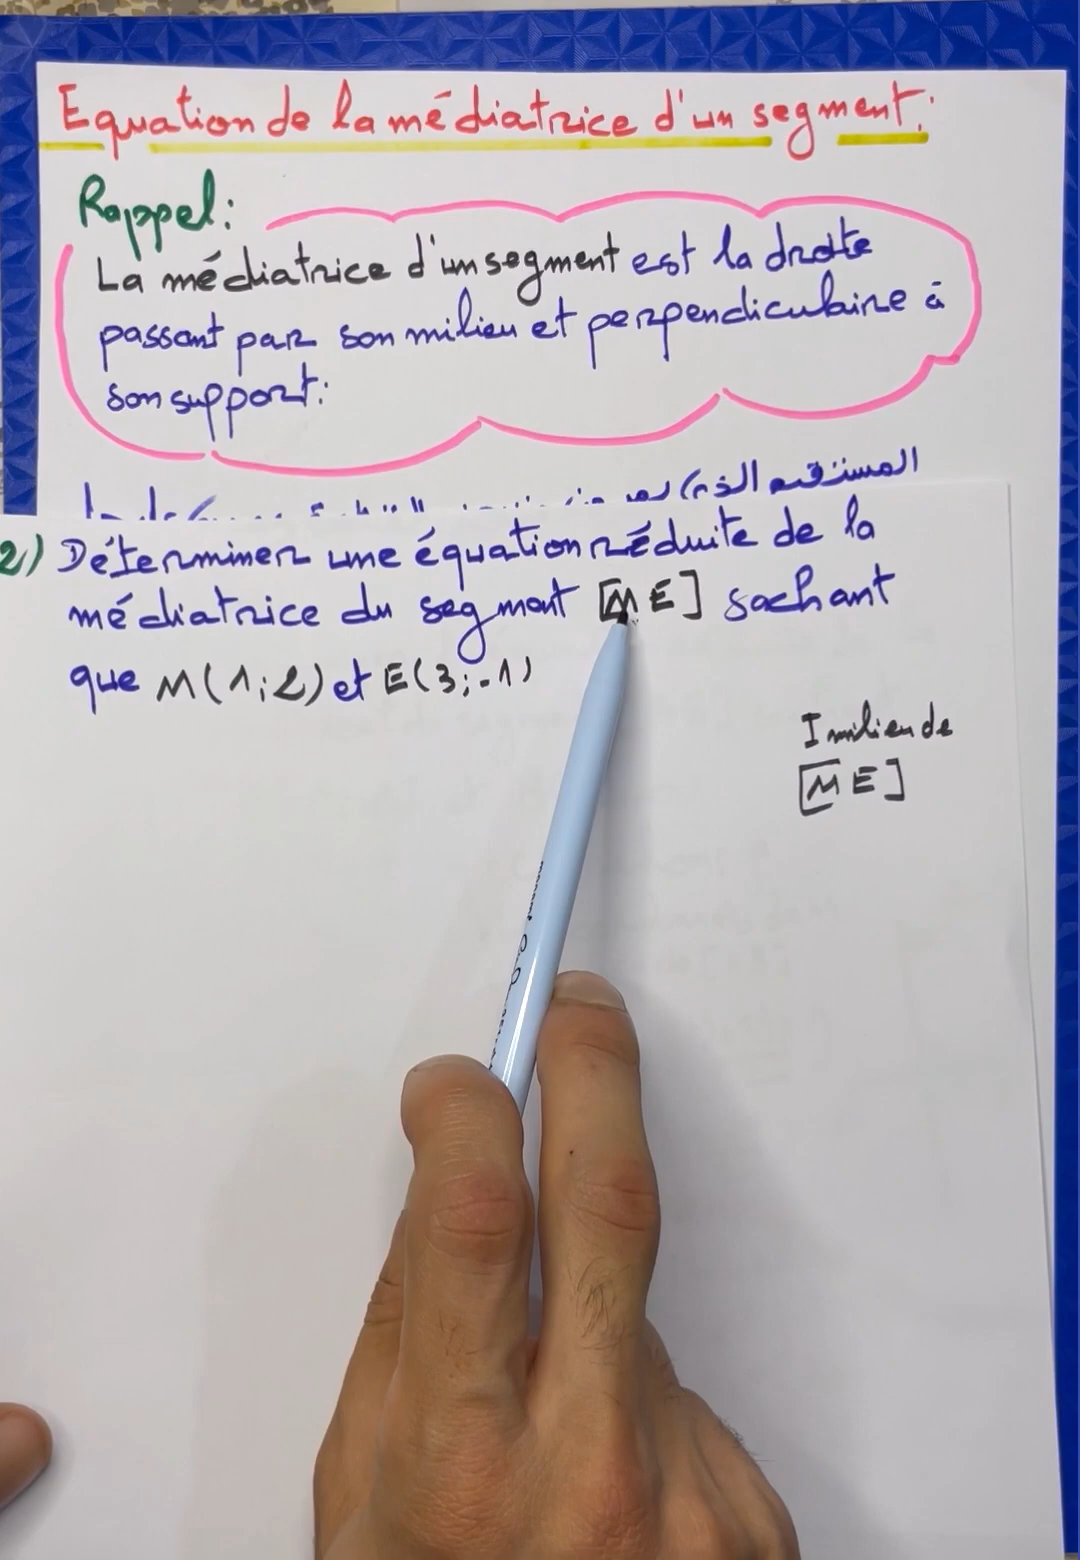 Equation de la médiatrice d'un segment:
Rappel:
La médiatrice d'un segment est la droite
passant par son milieu et perpendiculaire à
son support:
المستقيم الذي
2) Déterminer une équation réduite de la
médiatrice du segment [ME] sachant
que M(1;2) et E(3;-1)
I milieu de
[ME]